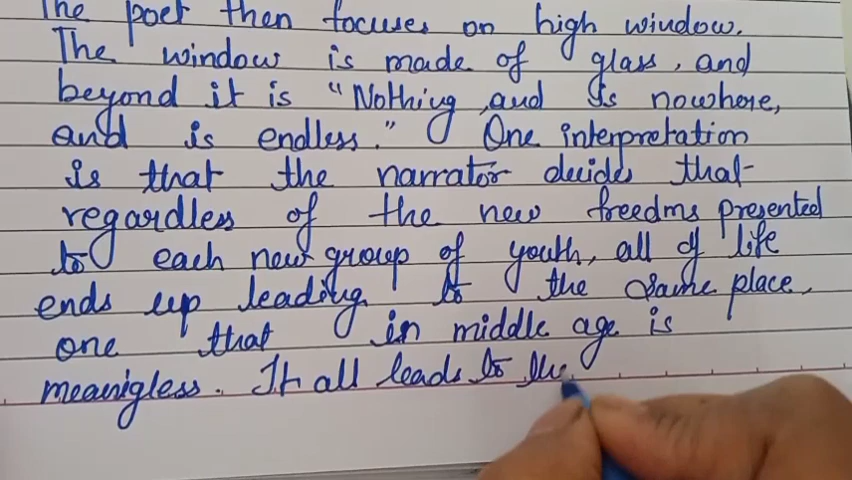 The poet then focuses on high window.
The window is made of glass, and
beyond it is "Nothing, and is nowhere,
and is endless." One interpretation
is that the narrator decides that
regardless of the new freedms presented
to each new group of youth, all of life
ends up leading to the same place,
one that in middle age is
meanigless. It all leads to the